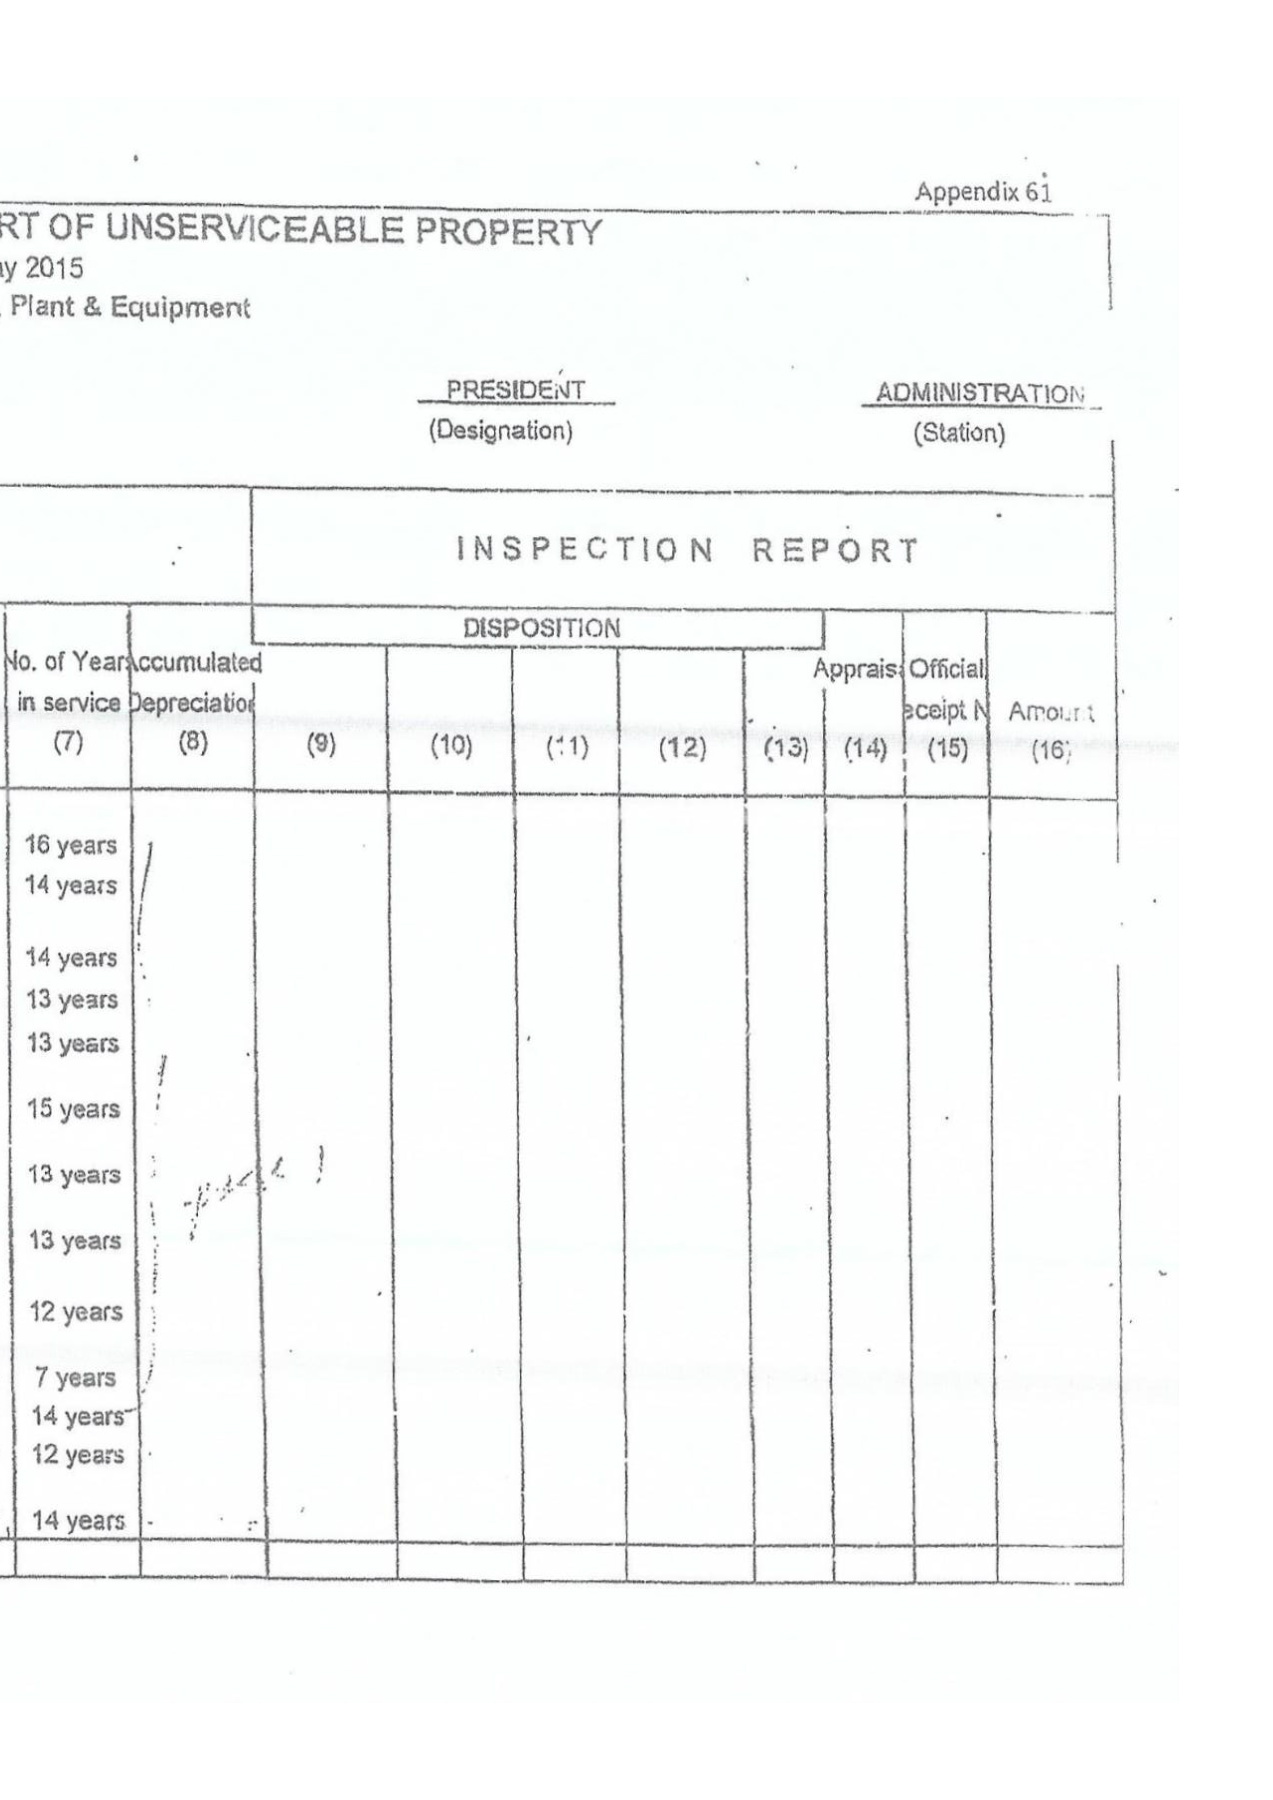 Appendix 61
RT OF UNSERVICEABLE PROPERTY
ay 2015
, Plant & Equipment
PRESIDENT ADMINISTRATION
(Designation) (Station)
INSPECTION REPORT
DISPOSITION
No. of Year Accumulated Apprais Official
in service Depreciation eceipt N Amount
(7) (8) (9) (10) (11) (12) (13) (14) (15) (16)
16 years
14 years
14 years
13 years
13 years
15 years
13 years
13 years
12 years
7 years
14 years
12 years
14 years